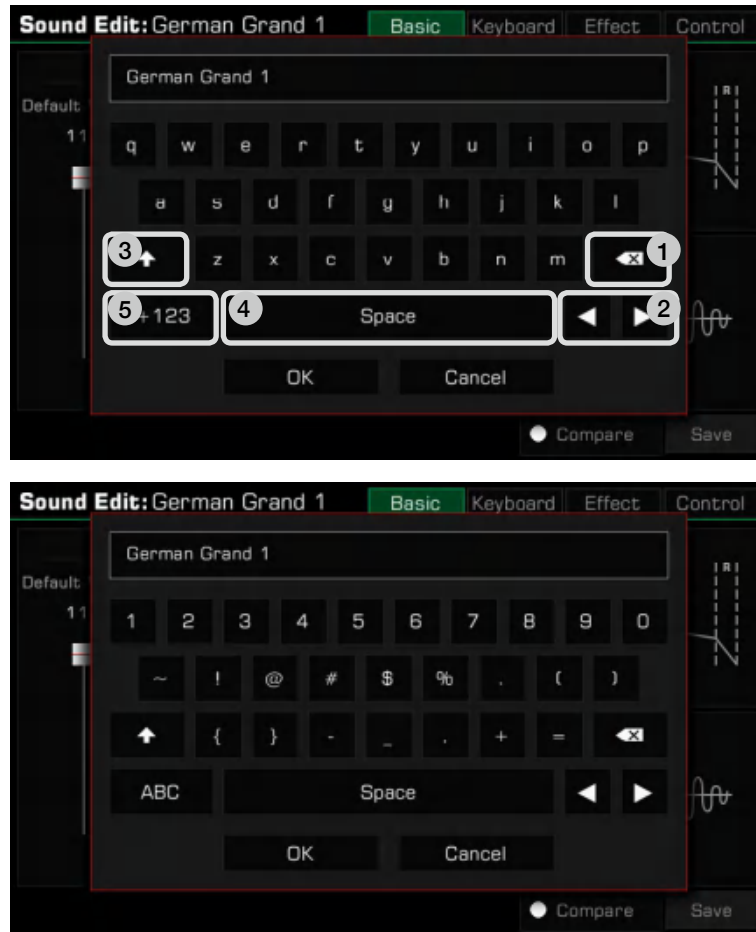 Sound Edit: German Grand 1 Basic Keyboard Effect Control
German Grand 1
R
Default
11
q w e r t y u i o p
a s d f g h j k l
3 z x c v b n m 1
5 +123 4 Space 2
OK Cancel
Compare Save
Sound Edit: German Grand 1 Basic Keyboard Effect Control
German Grand 1
R
Default
11
1 2 3 4 5 6 7 8 9 0
~ ! @ # $ % . ( )
{ } - _ . + =
ABC Space
OK Cancel
Compare Save